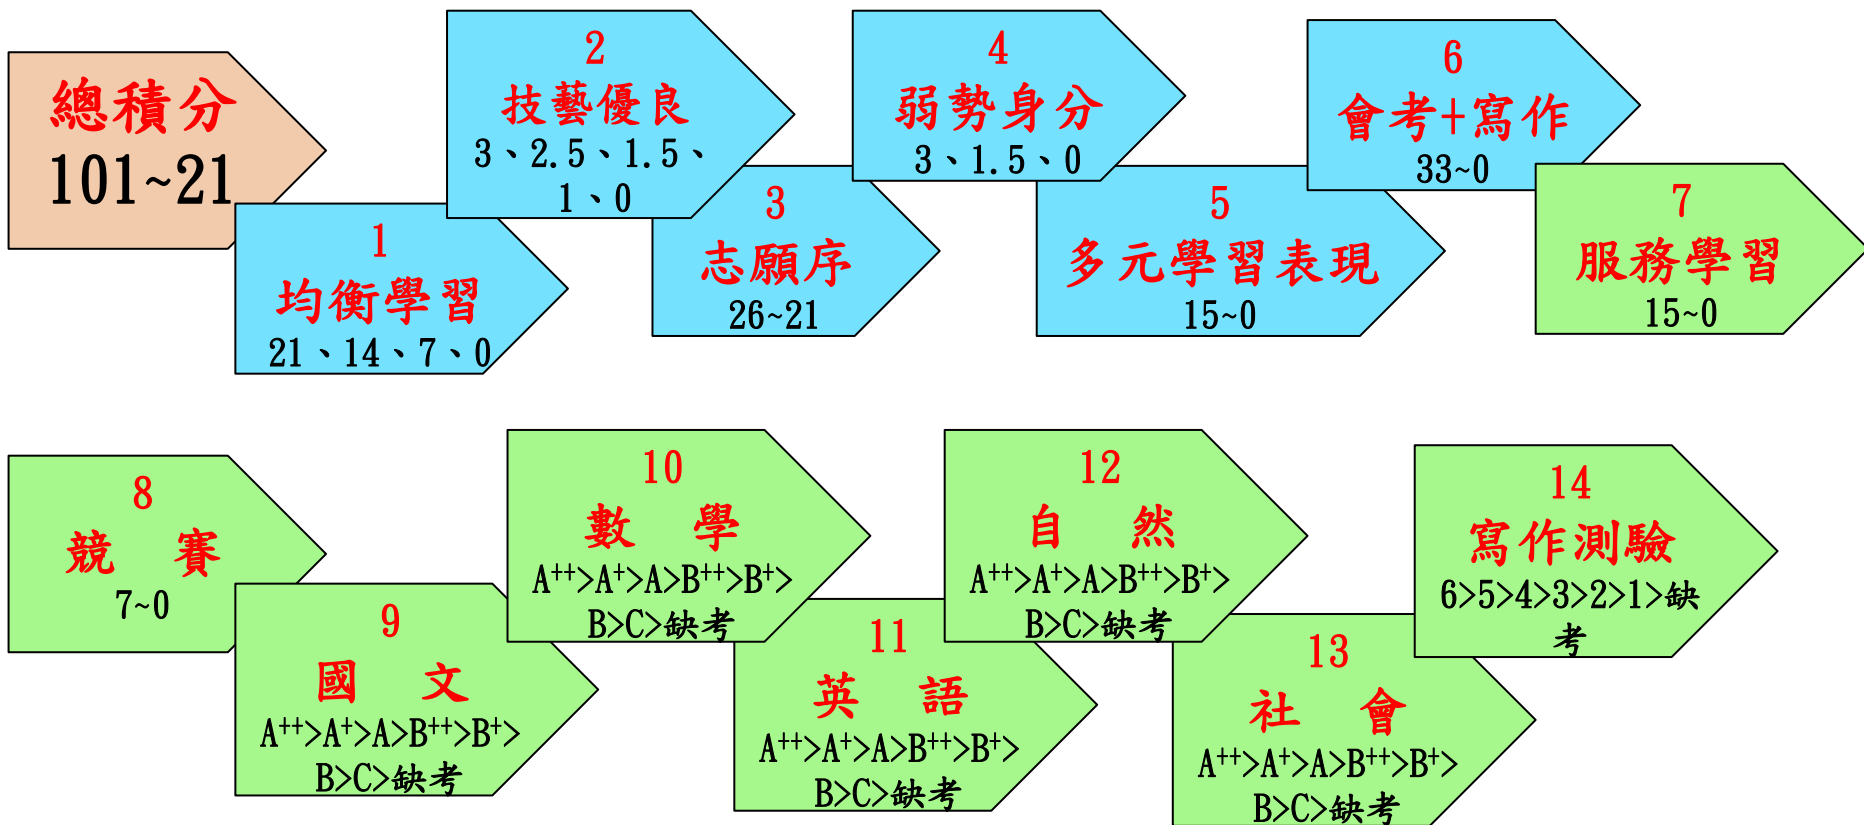 總積分
101~21
1
均衡學習
21、14、7、0
2
技藝優良
3、2.5、1.5、
1、0
3
志願序
26~21
4
弱勢身分
3、1.5、0
5
多元學習表現
15~0
6
會考+寫作
33~0
7
服務學習
15~0
8
競　賽
7~0
9
國　文
A++>A+>A>B++>B+>
B>C>缺考
10
數　學
A++>A+>A>B++>B+>
B>C>缺考
11
英　語
A++>A+>A>B++>B+>
B>C>缺考
12
自　然
A++>A+>A>B++>B+>
B>C>缺考
13
社　會
A++>A+>A>B++>B+>
B>C>缺考
14
寫作測驗
6>5>4>3>2>1>缺
考